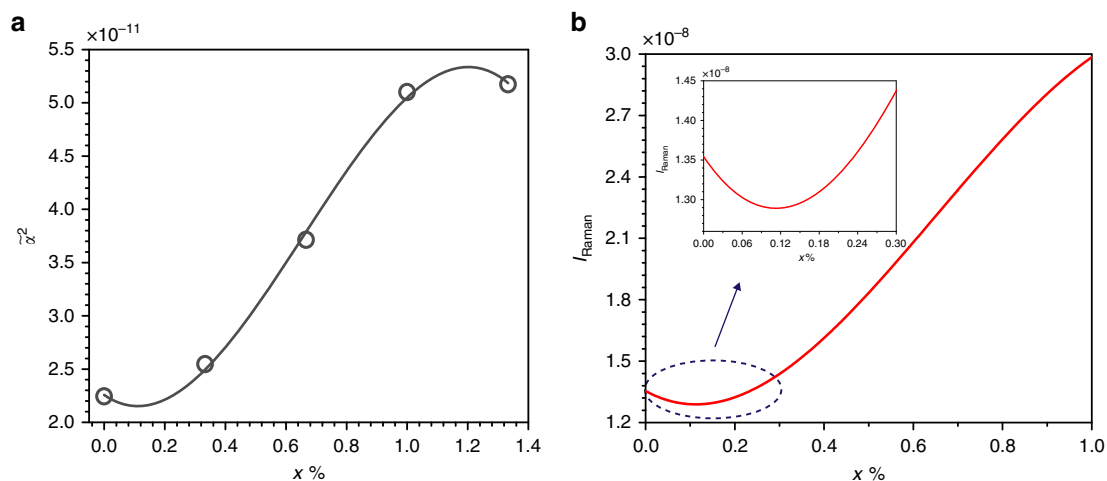 a
×10⁻¹¹
5.5
5.0
4.5
4.0
3.5
3.0
2.5
2.0
α̃²
0.0 0.2 0.4 0.6 0.8 1.0 1.2 1.4
x %
b
×10⁻⁸
3.0
2.7
2.4
2.1
1.8
1.5
1.2
I_Raman
0.0 0.2 0.4 0.6 0.8 1.0
x %
×10⁻⁸
1.45
1.40
1.35
1.30
I_Raman
0.00 0.06 0.12 0.18 0.24 0.30
x %